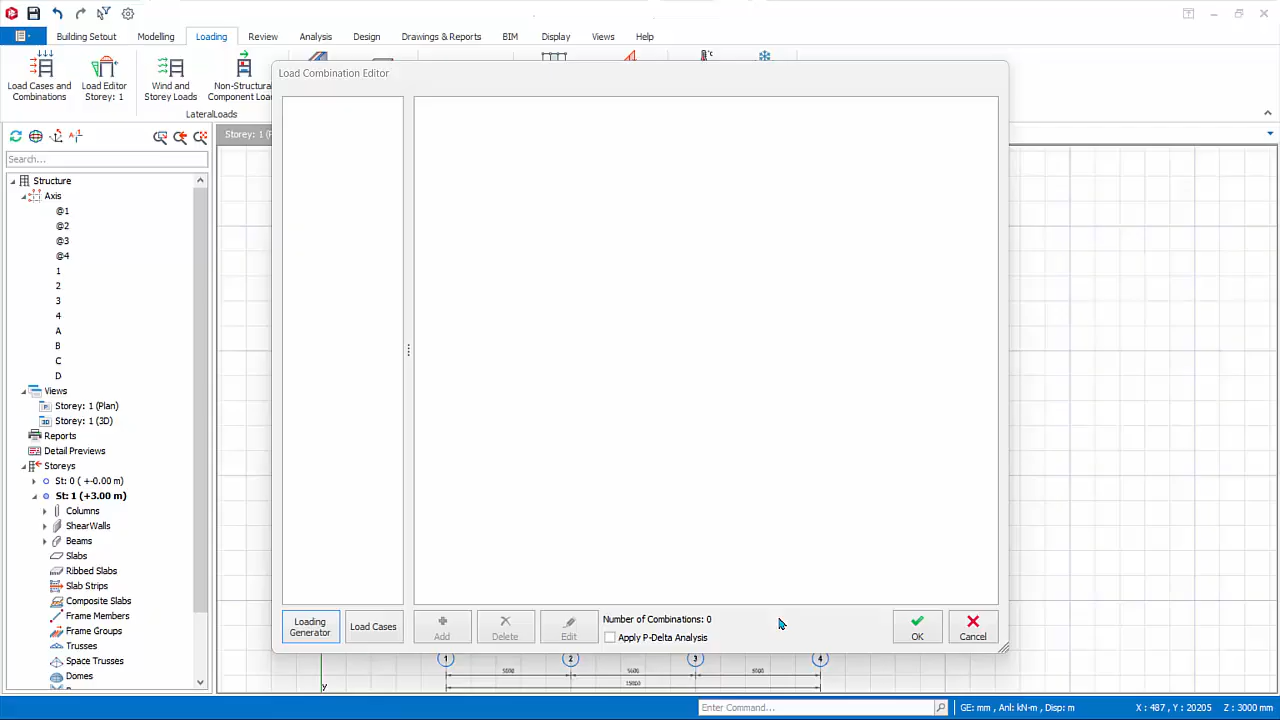 Building Setout Modelling Loading Review Analysis Design Drawings & Reports BIM Display Views Help
Load Cases and Combinations
Load Editor Storey: 1
Wind and Storey Loads
Non-Structural Component Loa
LateralLoads
Load Combination Editor
Storey: 1 (P
Search...
Structure
Axis
@1
@2
@3
@4
1
2
3
4
A
B
C
D
Views
Storey: 1 (Plan)
Storey: 1 (3D)
Reports
Detail Previews
Storeys
St: 0 ( +-0.00 m)
St: 1 (+3.00 m)
Columns
ShearWalls
Beams
Slabs
Ribbed Slabs
Slab Strips
Composite Slabs
Frame Members
Frame Groups
Trusses
Space Trusses
Domes
Loading Generator
Load Cases
Add
Delete
Edit
Number of Combinations: 0
Apply P-Delta Analysis
OK
Cancel
1 2 3 4
y
Enter Command...
GE: mm , Anl: kN-m , Disp: m
X : 487 , Y : 20205
Z : 3000 mm